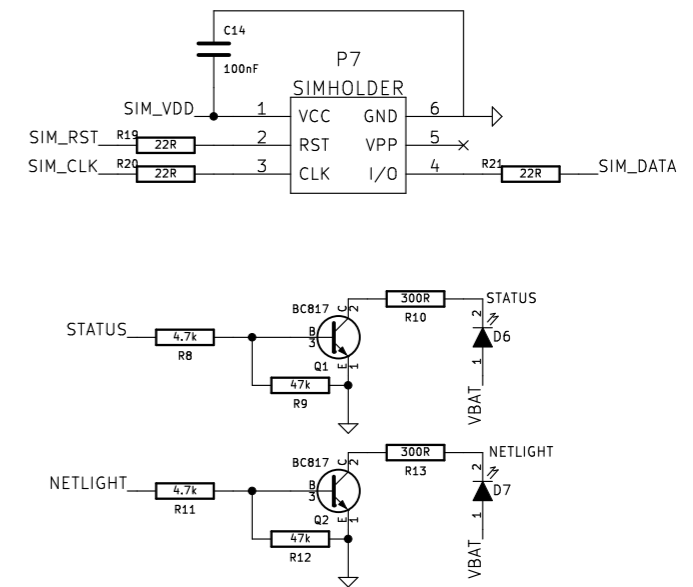 C14
100nF
P7
SIMHOLDER
SIM_VDD 1 VCC GND 6
SIM_RST R19 22R 2 RST VPP 5
SIM_CLK R20 22R 3 CLK I/O 4 R21 22R SIM_DATA
BC817 C 2 300R STATUS
R10
STATUS 4.7k B 3 2 D6
R8 Q1 E 1 1
47k
R9 VBAT
BC817 C 2 300R NETLIGHT
R13
NETLIGHT 4.7k B 3 2 D7
R11 Q2 E 1 1
47k
R12 VBAT